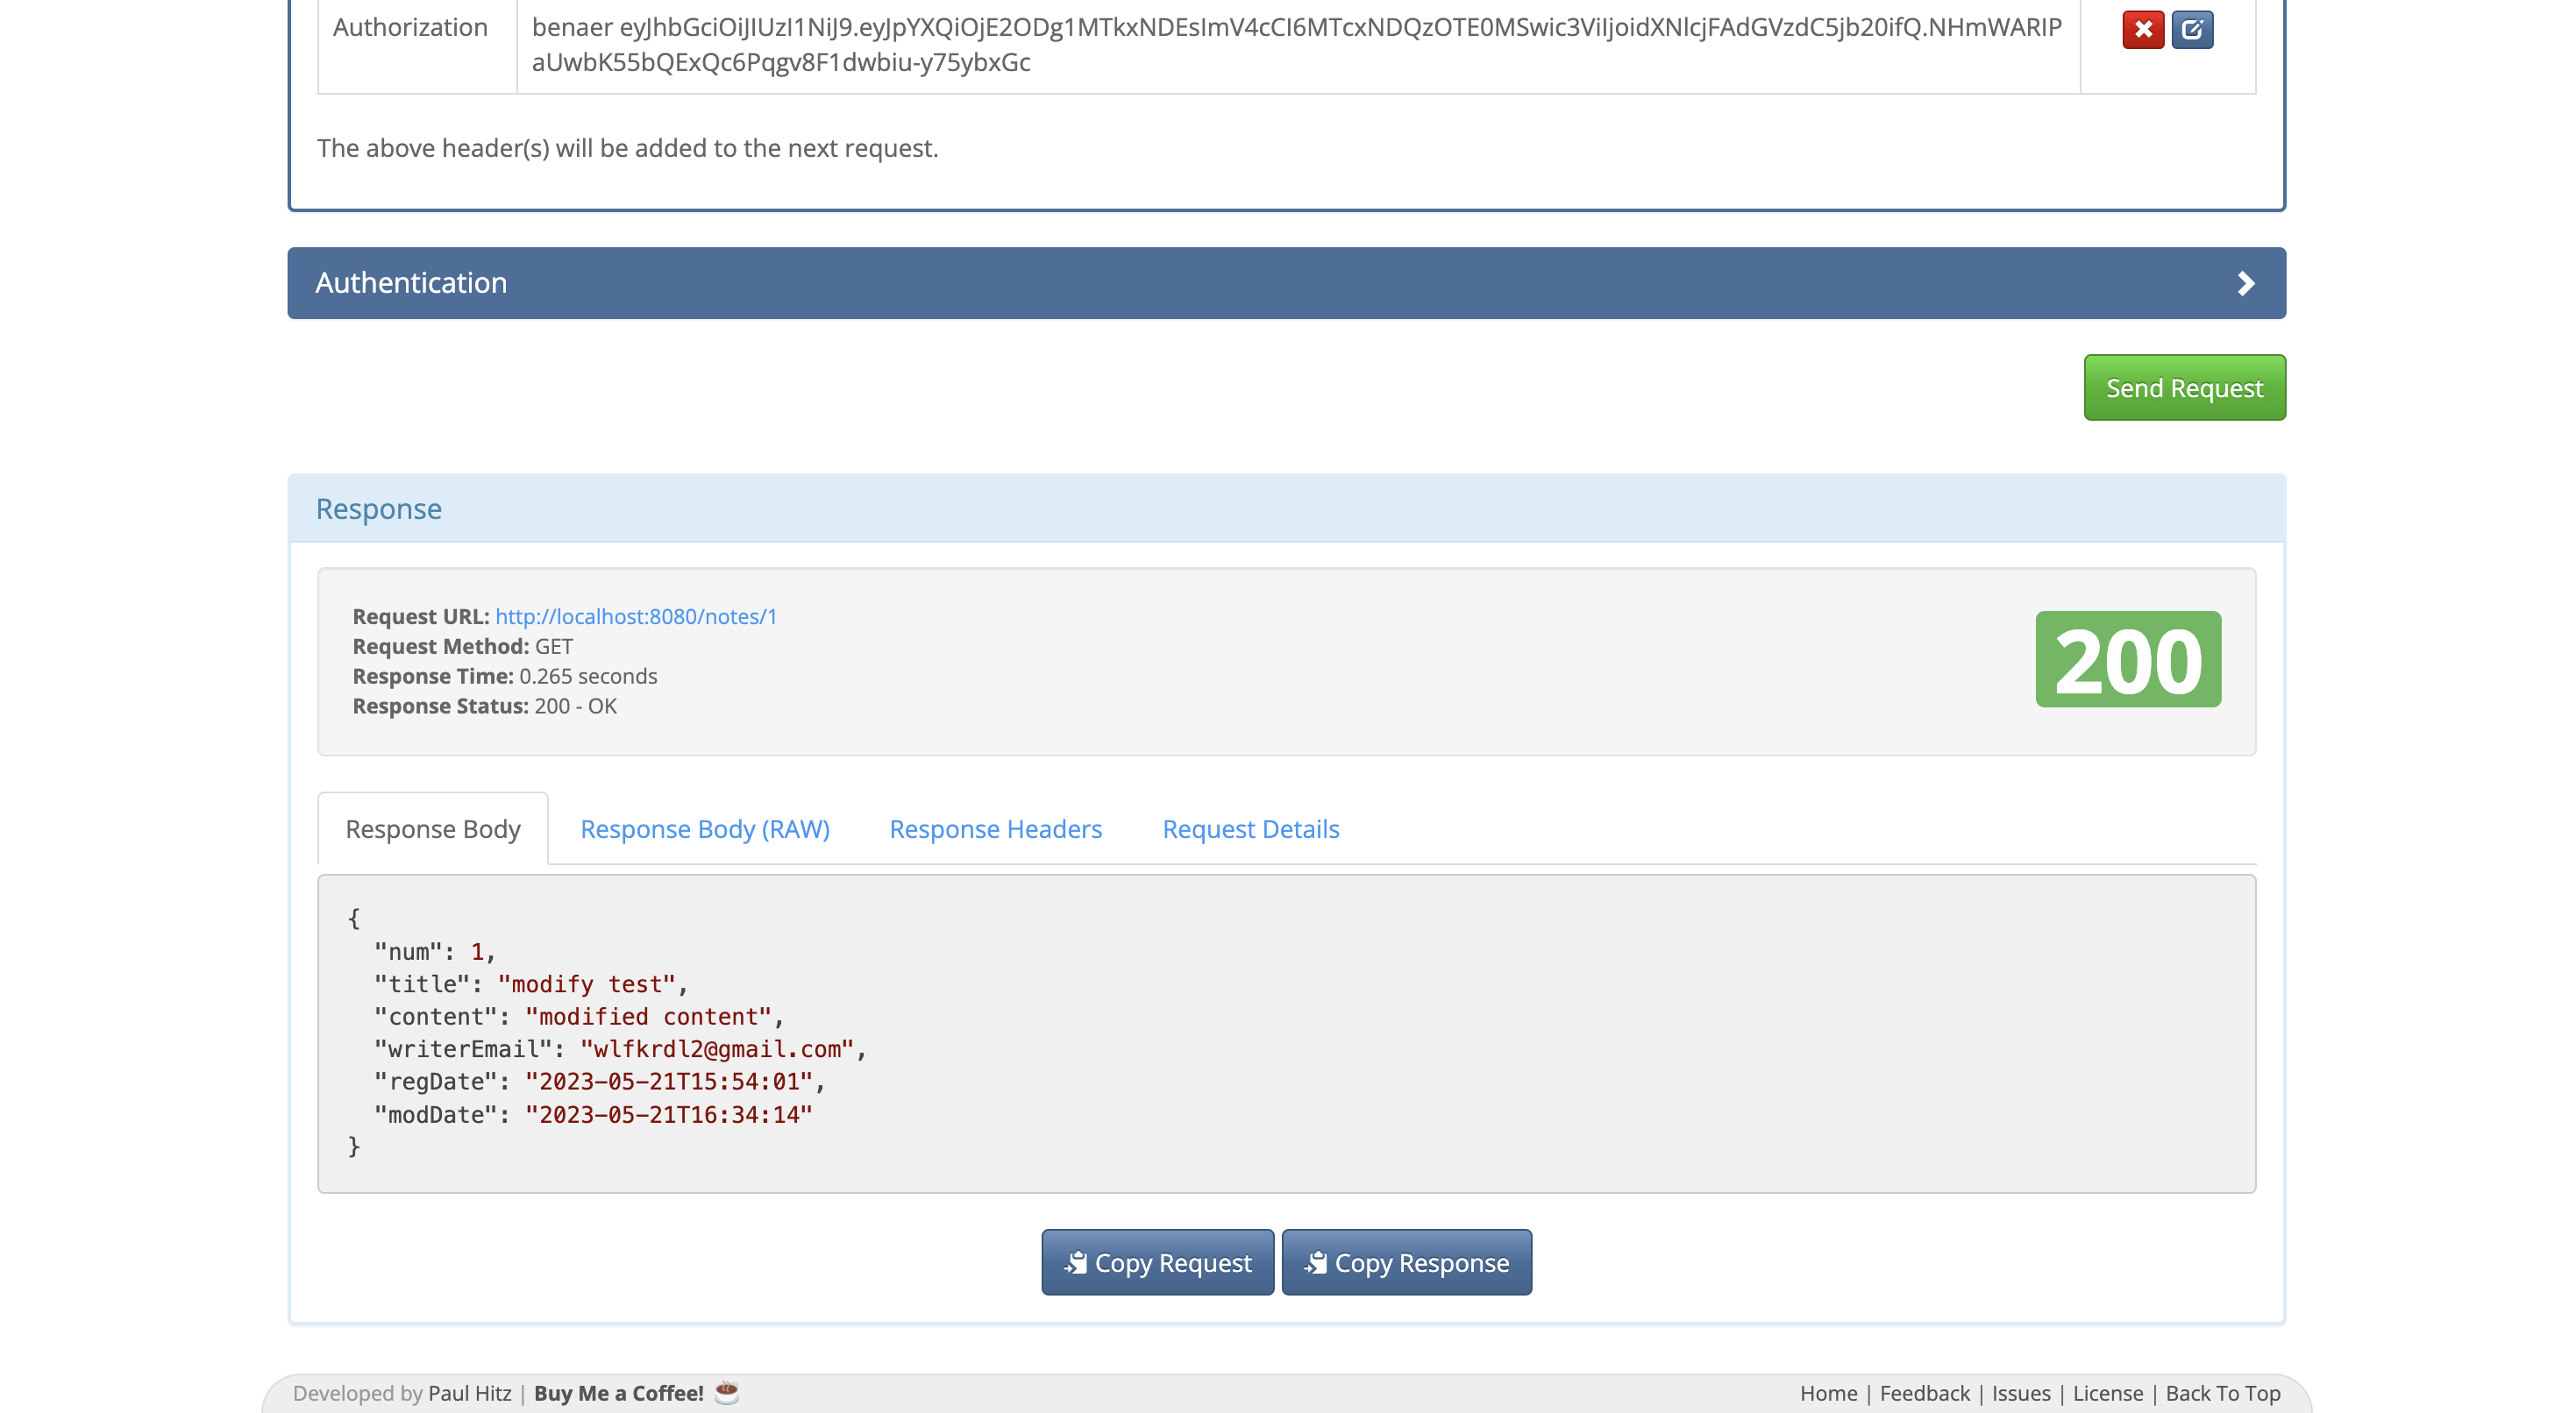 Authorization
benaer eyJhbGciOiJIUzI1NiJ9.eyJpYXQiOjE2ODg1MTkxNDEsImV4cCI6MTcxNDQzOTE0MSwic3ViIjoidXNlcjFAdGVzdC5jb20ifQ.NHmWARIP
aUwbK55bQExQc6Pqgv8F1dwbiu-y75ybxGc
The above header(s) will be added to the next request.
Authentication
Send Request
Response
Request URL: http://localhost:8080/notes/1
Request Method: GET
Response Time: 0.265 seconds
Response Status: 200 - OK
200
Response Body Response Body (RAW) Response Headers Request Details
{
"num": 1,
"title": "modify test",
"content": "modified content",
"writerEmail": "wlfkrdl2@gmail.com",
"regDate": "2023-05-21T15:54:01",
"modDate": "2023-05-21T16:34:14"
}
Copy Request Copy Response
Developed by Paul Hitz | Buy Me a Coffee!
Home | Feedback | Issues | License | Back To Top